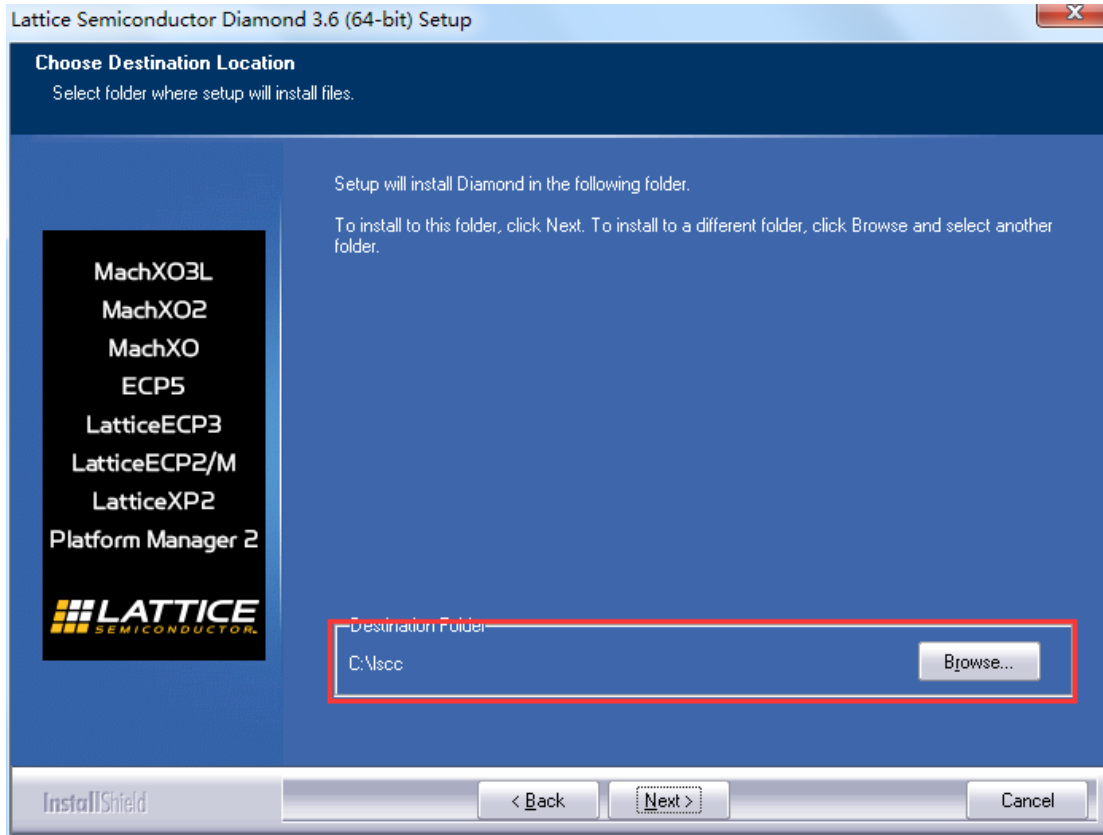 Lattice Semiconductor Diamond 3.6 (64-bit) Setup
Choose Destination Location
Select folder where setup will install files.
Setup will install Diamond in the following folder.
To install to this folder, click Next. To install to a different folder, click Browse and select another
folder.
MachXO3L
MachXO2
MachXO
ECP5
LatticeECP3
LatticeECP2/M
LatticeXP2
Platform Manager 2
LATTICE
SEMICONDUCTOR.
Destination Folder
C:\lscc
Browse...
InstallShield
< Back
Next >
Cancel